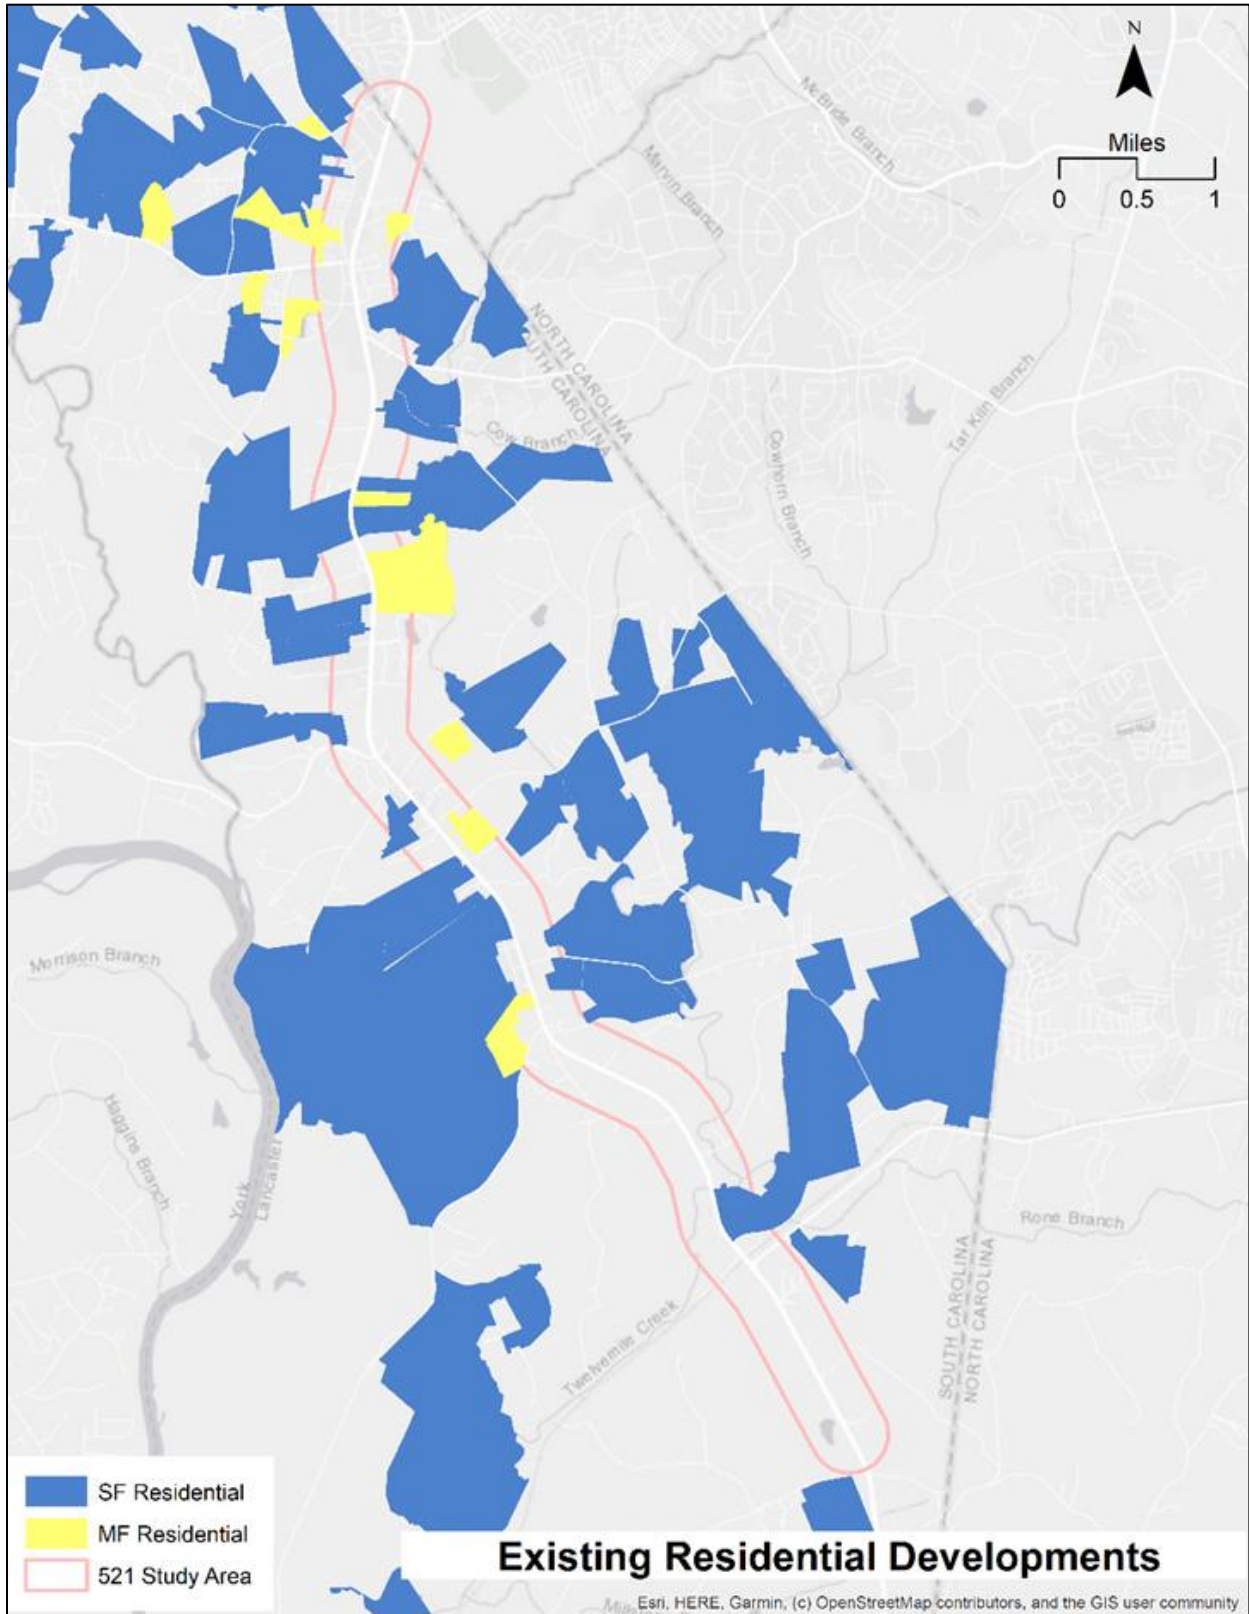 N
Miles
0 0.5 1
McBride Branch
Marvin Branch
NORTH CAROLINA
SOUTH CAROLINA
Tar Kiln Branch
Cow Branch
Cowhorn Branch
Morrison Branch
Haggins Branch
York
Lancaster
Rone Branch
SOUTH CAROLINA
NORTH CAROLINA
Twelvemile Creek
SF Residential
MF Residential
521 Study Area
Existing Residential Developments
Esri, HERE, Garmin, (c) OpenStreetMap contributors, and the GIS user community